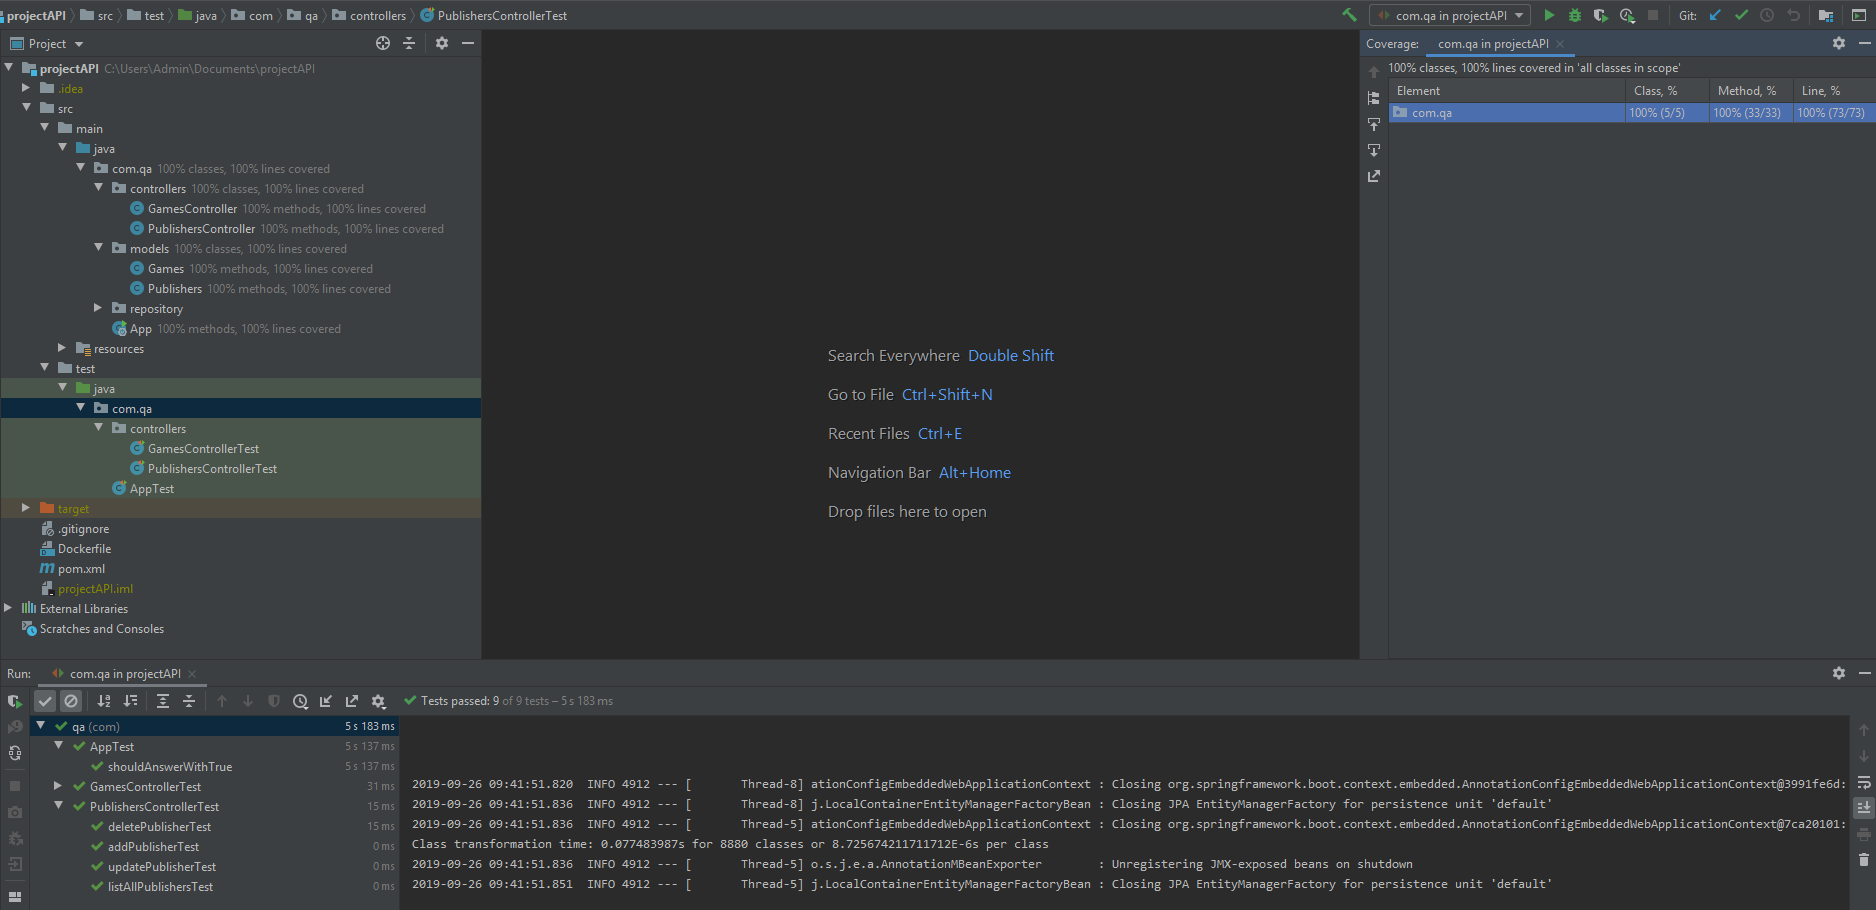 projectAPI src test java com qa controllers PublishersControllerTest com.qa in projectAPI Git:
Project
projectAPI C:\Users\Admin\Documents\projectAPI
.idea
src
main
java
com.qa 100% classes, 100% lines covered
controllers 100% classes, 100% lines covered
GamesController 100% methods, 100% lines covered
PublishersController 100% methods, 100% lines covered
models 100% classes, 100% lines covered
Games 100% methods, 100% lines covered
Publishers 100% methods, 100% lines covered
repository
App 100% methods, 100% lines covered
resources
test
java
com.qa
controllers
GamesControllerTest
PublishersControllerTest
AppTest
target
.gitignore
Dockerfile
pom.xml
projectAPI.iml
External Libraries
Scratches and Consoles
Search Everywhere Double Shift
Go to File Ctrl+Shift+N
Recent Files Ctrl+E
Navigation Bar Alt+Home
Drop files here to open
Coverage: com.qa in projectAPI
100% classes, 100% lines covered in 'all classes in scope'
Element Class, % Method, % Line, %
com.qa 100% (5/5) 100% (33/33) 100% (73/73)
Run: com.qa in projectAPI
Tests passed: 9 of 9 tests – 5 s 183 ms
qa (com) 5 s 183 ms
AppTest 5 s 137 ms
shouldAnswerWithTrue 5 s 137 ms
GamesControllerTest 31 ms
PublishersControllerTest 15 ms
deletePublisherTest 15 ms
addPublisherTest 0 ms
updatePublisherTest 0 ms
listAllPublishersTest 0 ms
2019-09-26 09:41:51.820 INFO 4912 --- [ Thread-8] ationConfigEmbeddedWebApplicationContext : Closing org.springframework.boot.context.embedded.AnnotationConfigEmbeddedWebApplicationContext@3991fe6d:
2019-09-26 09:41:51.836 INFO 4912 --- [ Thread-8] j.LocalContainerEntityManagerFactoryBean : Closing JPA EntityManagerFactory for persistence unit 'default'
2019-09-26 09:41:51.836 INFO 4912 --- [ Thread-5] ationConfigEmbeddedWebApplicationContext : Closing org.springframework.boot.context.embedded.AnnotationConfigEmbeddedWebApplicationContext@7ca20101:
Class transformation time: 0.077483987s for 8880 classes or 8.725674211711712E-6s per class
2019-09-26 09:41:51.836 INFO 4912 --- [ Thread-5] o.s.j.e.a.AnnotationMBeanExporter : Unregistering JMX-exposed beans on shutdown
2019-09-26 09:41:51.851 INFO 4912 --- [ Thread-5] j.LocalContainerEntityManagerFactoryBean : Closing JPA EntityManagerFactory for persistence unit 'default'